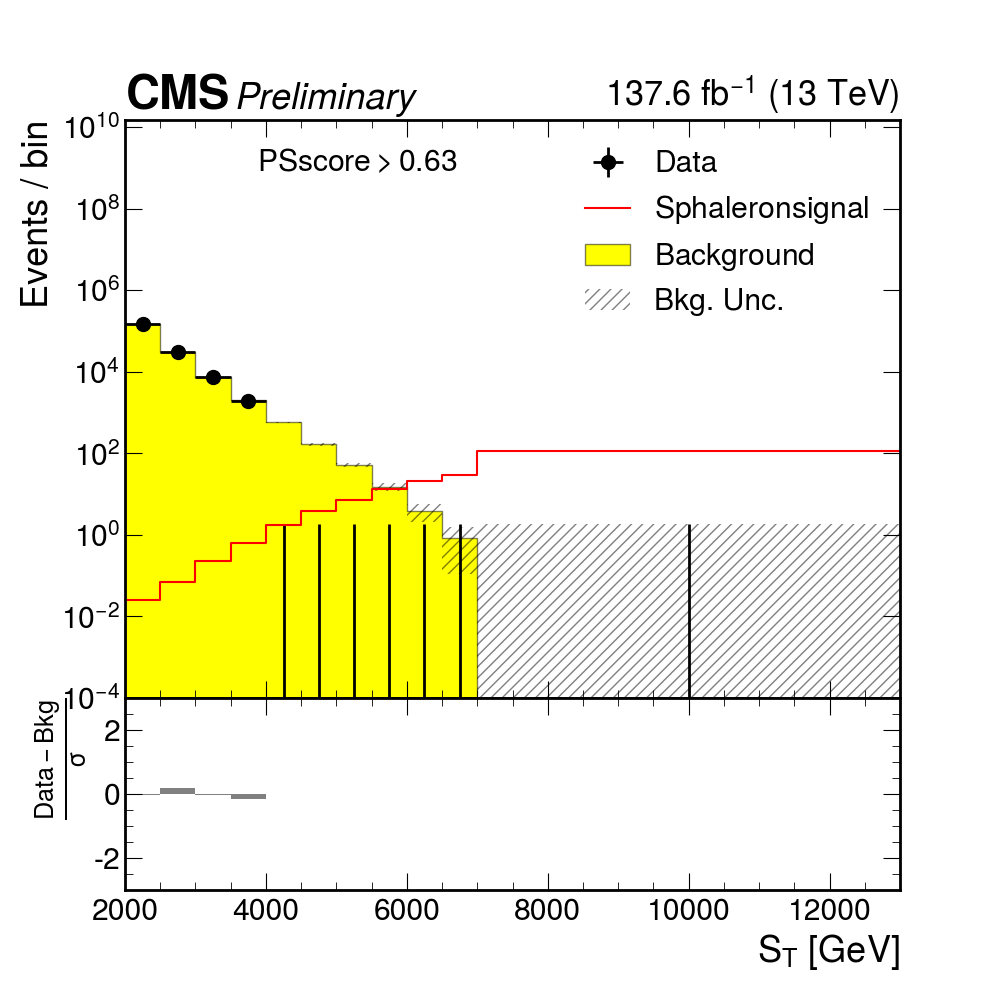 CMS Preliminary
137.6 fb⁻¹ (13 TeV)
Events / bin
PSscore > 0.63
Data
Sphaleronsignal
Background
Bkg. Unc.
10¹⁰
10⁸
10⁶
10⁴
10²
10⁰
10⁻²
10⁻⁴
Data – Bkg
σ
2
0
-2
2000 4000 6000 8000 10000 12000
S_T [GeV]